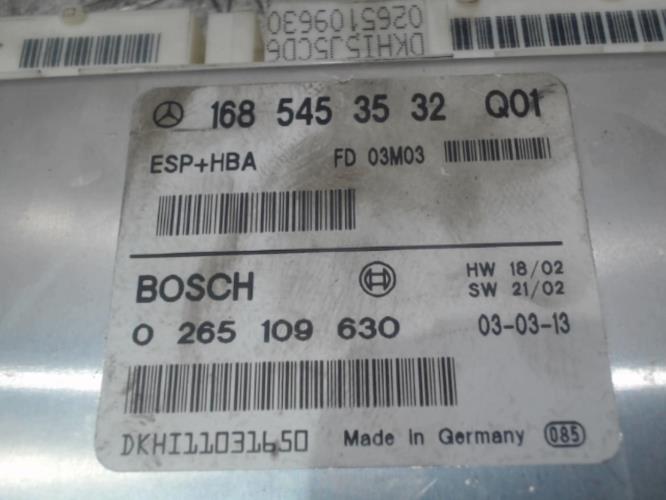 0265109630
DKHI5J5CD6
168 545 35 32 Q01
ESP+HBA FD 03M03
BOSCH HW 18/02
SW 21/02
0 265 109 630 03-03-13
DKHI11031650 Made in Germany 085